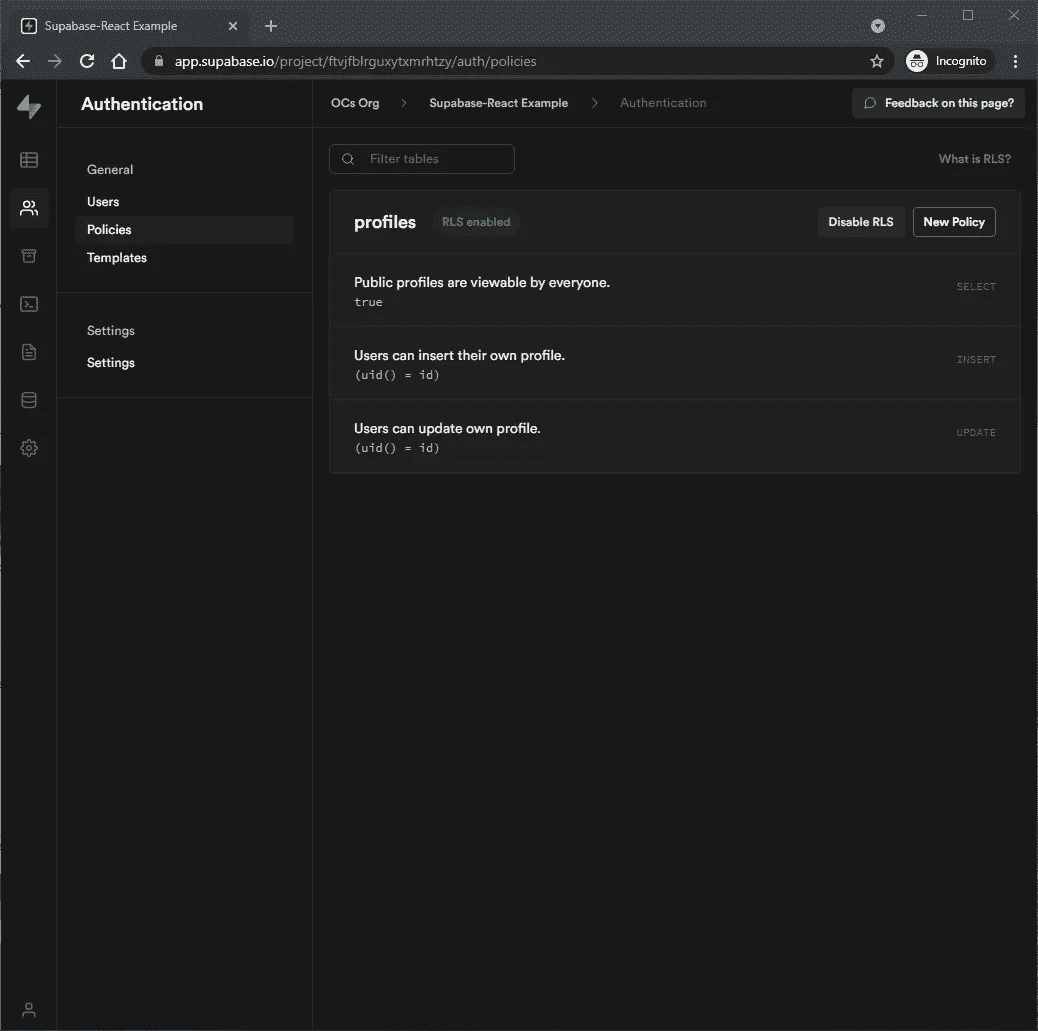 Supabase-React Example
app.supabase.io/project/ftvjfblrguxytxmrhtzy/auth/policies
Incognito
Authentication
OCs Org > Supabase-React Example > Authentication
Feedback on this page?
General
Users
Policies
Templates
Settings
Settings
Filter tables
What is RLS?
profiles RLS enabled Disable RLS New Policy
Public profiles are viewable by everyone.
true
SELECT
Users can insert their own profile.
(uid() = id)
INSERT
Users can update own profile.
(uid() = id)
UPDATE